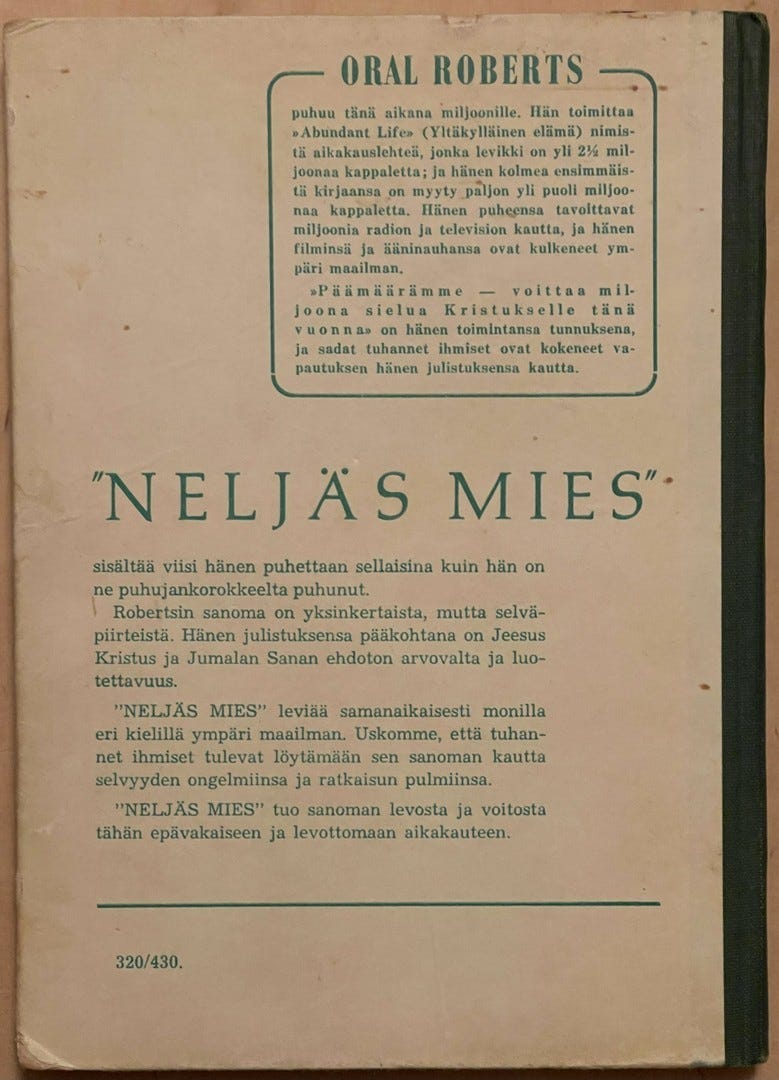 ORAL ROBERTS
puhuu tänä aikana miljoonille. Hän toimittaa
»Abundant Life» (Yltäkylläinen elämä) nimis-
tä aikakauslehteä, jonka levikki on yli 2½ mil-
joonaa kappaletta; ja hänen kolmea ensimmäis-
tä kirjaansa on myyty paljon yli puoli miljoo-
naa kappaletta. Hänen puheensa tavoittavat
miljoonia radion ja television kautta, ja hänen
filminsä ja ääninauhansa ovat kulkeneet ym-
päri maailman.
»Päämäärämme — voittaa mil-
joona sielua Kristukselle tänä
vuonna» on hänen toimintansa tunnuksena,
ja sadat tuhannet ihmiset ovat kokeneet va-
pautuksen hänen julistuksensa kautta.
"NELJÄS MIES"
sisältää viisi hänen puhettaan sellaisina kuin hän on
ne puhujankorokkeelta puhunut.
Robertsin sanoma on yksinkertaista, mutta selvä-
piirteistä. Hänen julistuksensa pääkohtana on Jeesus
Kristus ja Jumalan Sanan ehdoton arvovalta ja luo-
tettavuus.
"NELJÄS MIES" leviää samanaikaisesti monilla
eri kielillä ympäri maailman. Uskomme, että tuhan-
net ihmiset tulevat löytämään sen sanoman kautta
selvyyden ongelmiinsa ja ratkaisun pulmiinsa.
"NELJÄS MIES" tuo sanoman levosta ja voitosta
tähän epävakaiseen ja levottomaan aikakauteen.
320/430.